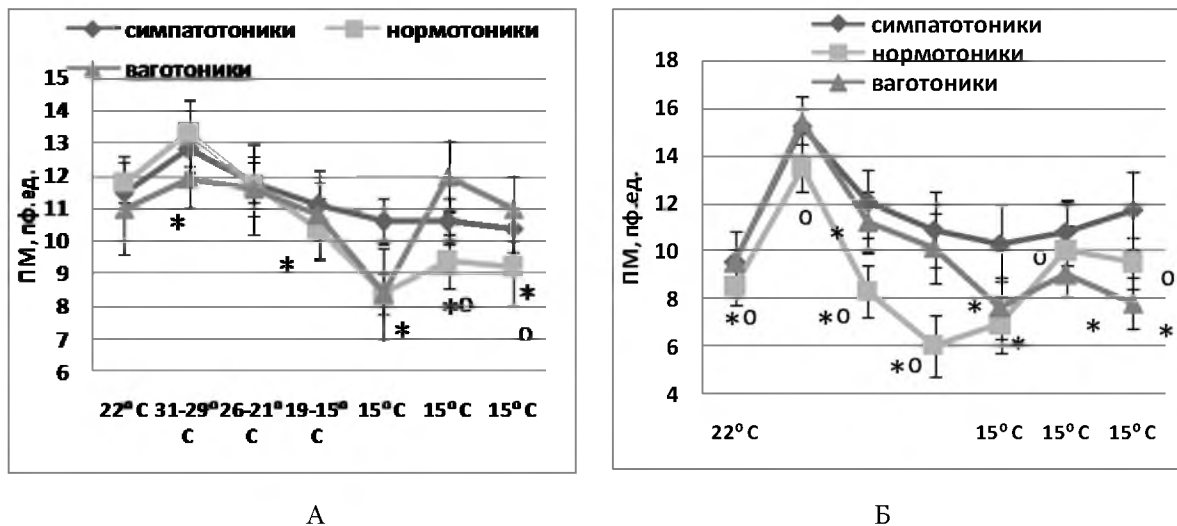 симпатотоники нормотоники
ваготоники
ПМ, пф.ед.
15
14
13
12
11
10
9
8
7
6
* * * *о * о
22°С 31-29° 26-21° 19-15° 15°С 15°С 15°С
С С С
А
симпатотоники
нормотоники
ваготоники
ПМ, пф.ед.
18
16
14
12
10
8
6
4
*о о * *о *о * * о * о *
22°С 15°С 15°С 15°С
Б